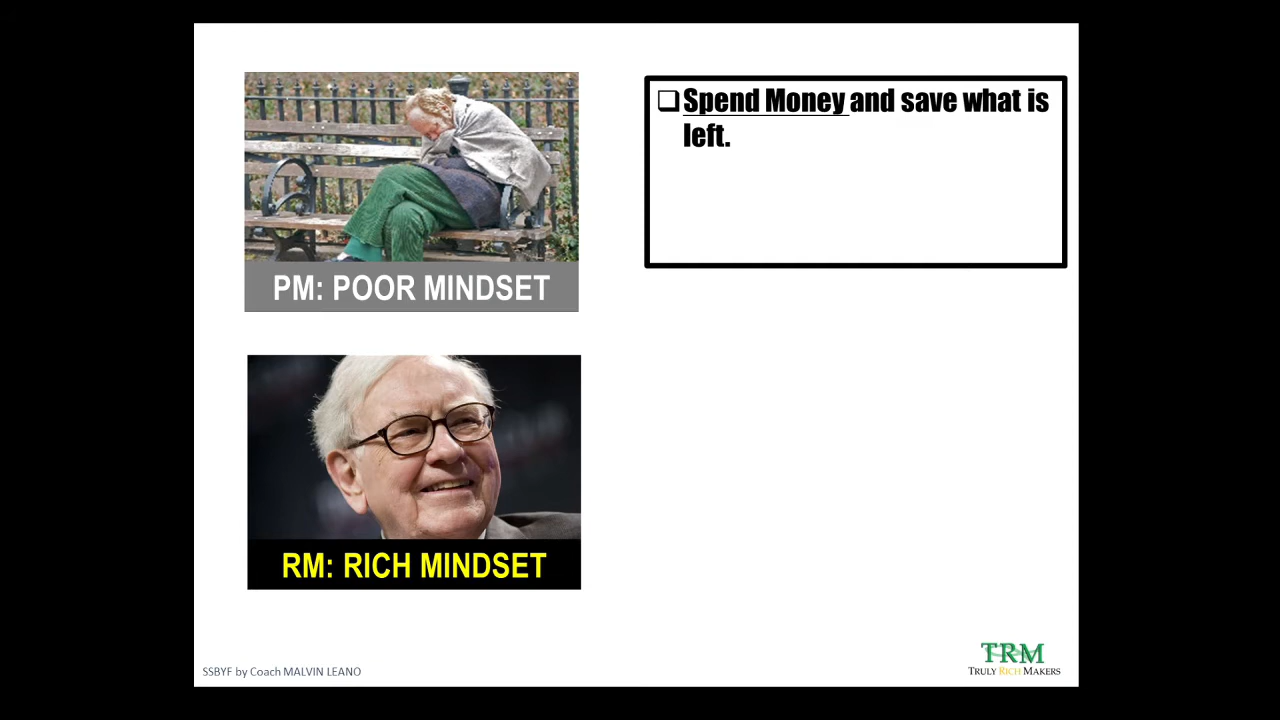 ❑Spend Money and save what is
left.
PM: POOR MINDSET
RM: RICH MINDSET
SSBYF by Coach MALVIN LEANO
TRM
TRULY RICH MAKERS